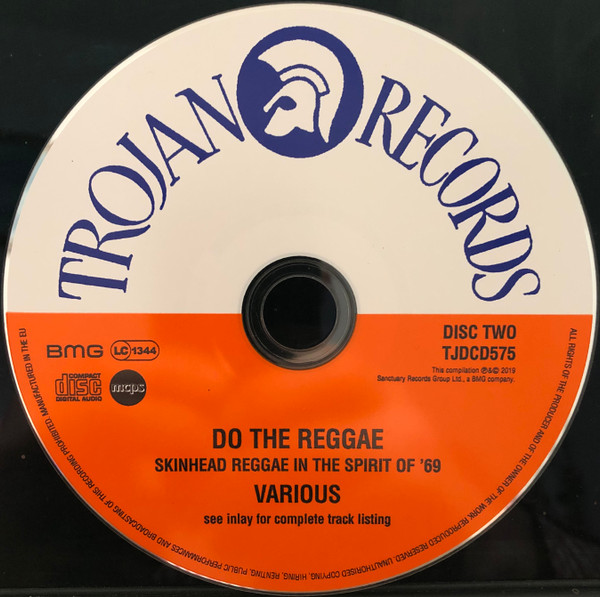 TROJAN RECORDS
DISC TWO
TJDCD575
This compilation ℗&© 2019
Sanctuary Records Group Ltd., a BMG company.
BMG LC 1344
COMPACT
disc
DIGITAL AUDIO
mcps
DO THE REGGAE
SKINHEAD REGGAE IN THE SPIRIT OF '69
VARIOUS
see inlay for complete track listing
ALL RIGHTS OF THE PRODUCER AND OF THE OWNER OF THE WORK REPRODUCED RESERVED. UNAUTHORISED COPYING, HIRING, RENTING, PUBLIC PERFORMANCES AND BROADCASTING OF THIS RECORDING PROHIBITED. MANUFACTURED IN THE EU